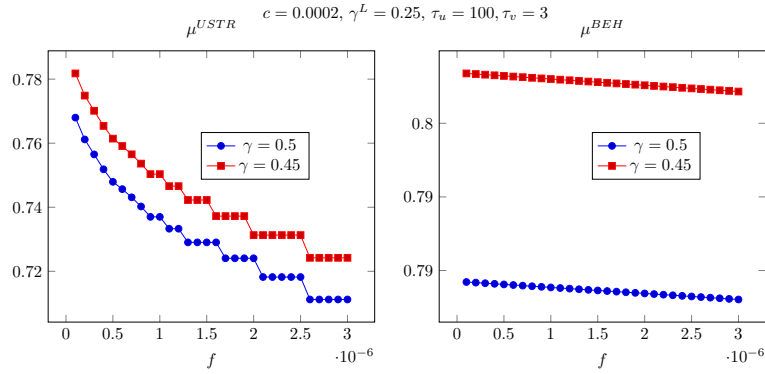 c = 0.0002, γ^L = 0.25, τ_u = 100, τ_v = 3
μ^{USTR}
0.78
0.76
0.74
0.72
γ = 0.5
γ = 0.45
0 0.5 1 1.5 2 2.5 3
·10^{-6}
f
μ^{BEH}
0.8
0.79
0.79
γ = 0.5
γ = 0.45
0 0.5 1 1.5 2 2.5 3
·10^{-6}
f